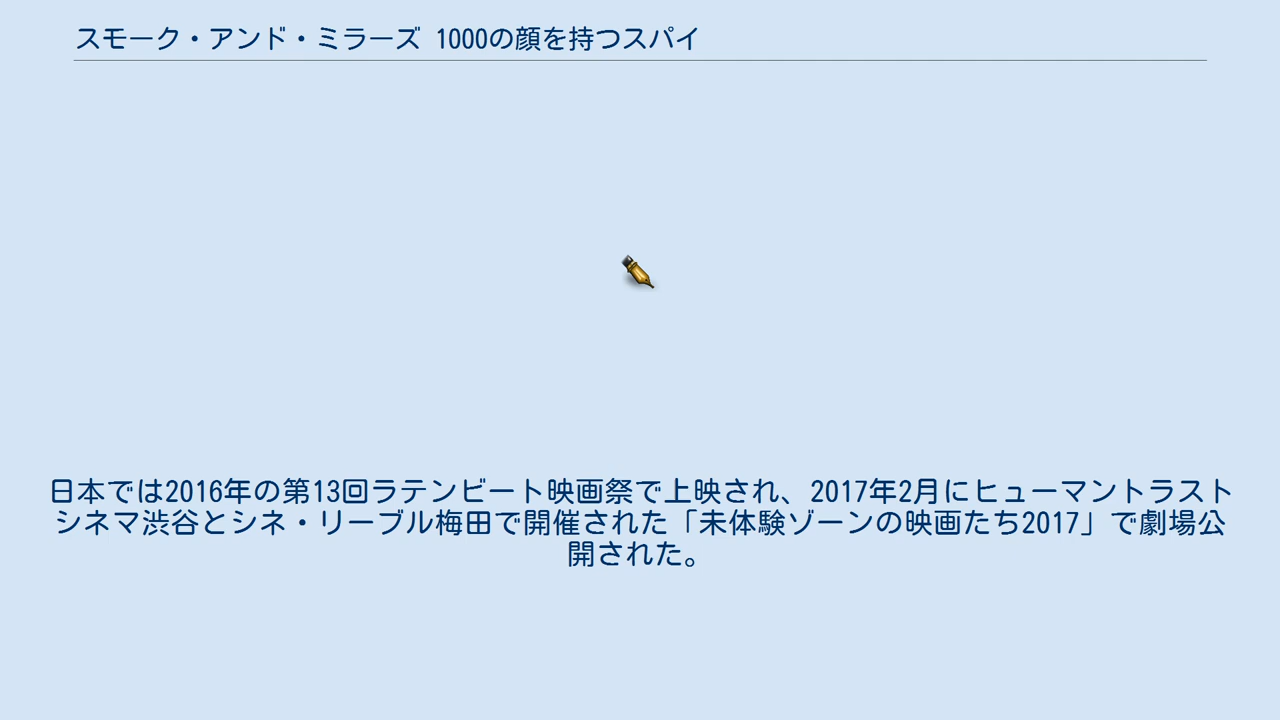 スモーク・アンド・ミラーズ 1000の顔を持つスパイ
日本では2016年の第13回ラテンビート映画祭で上映され、2017年2月にヒューマントラスト
シネマ渋谷とシネ・リーブル梅田で開催された「未体験ゾーンの映画たち2017」で劇場公
開された。